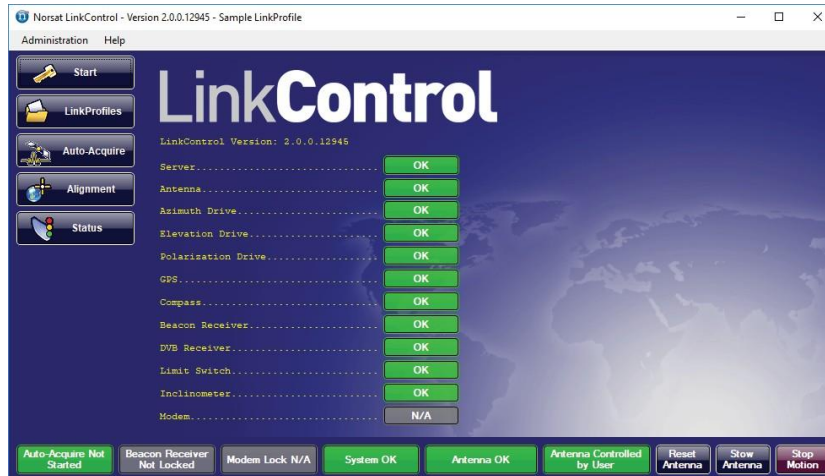 Norsat LinkControl - Version 2.0.0.12945 - Sample LinkProfile
Administration Help
Start
LinkProfiles
Auto-Acquire
Alignment
Status
LinkControl
LinkControl Version: 2.0.0.12945
Server.............................. OK
Antenna............................. OK
Azimuth Drive....................... OK
Elevation Drive..................... OK
Polarization Drive.................. OK
GPS................................. OK
Compass............................. OK
Beacon Receiver..................... OK
DVB Receiver........................ OK
Limit Switch........................ OK
Inclinometer........................ OK
Modem............................... N/A
Auto-Acquire Not
Started
Beacon Receiver
Not Locked
Modem Lock N/A
System OK
Antenna OK
Antenna Controlled
by User
Reset
Antenna
Stow
Antenna
Stop
Motion